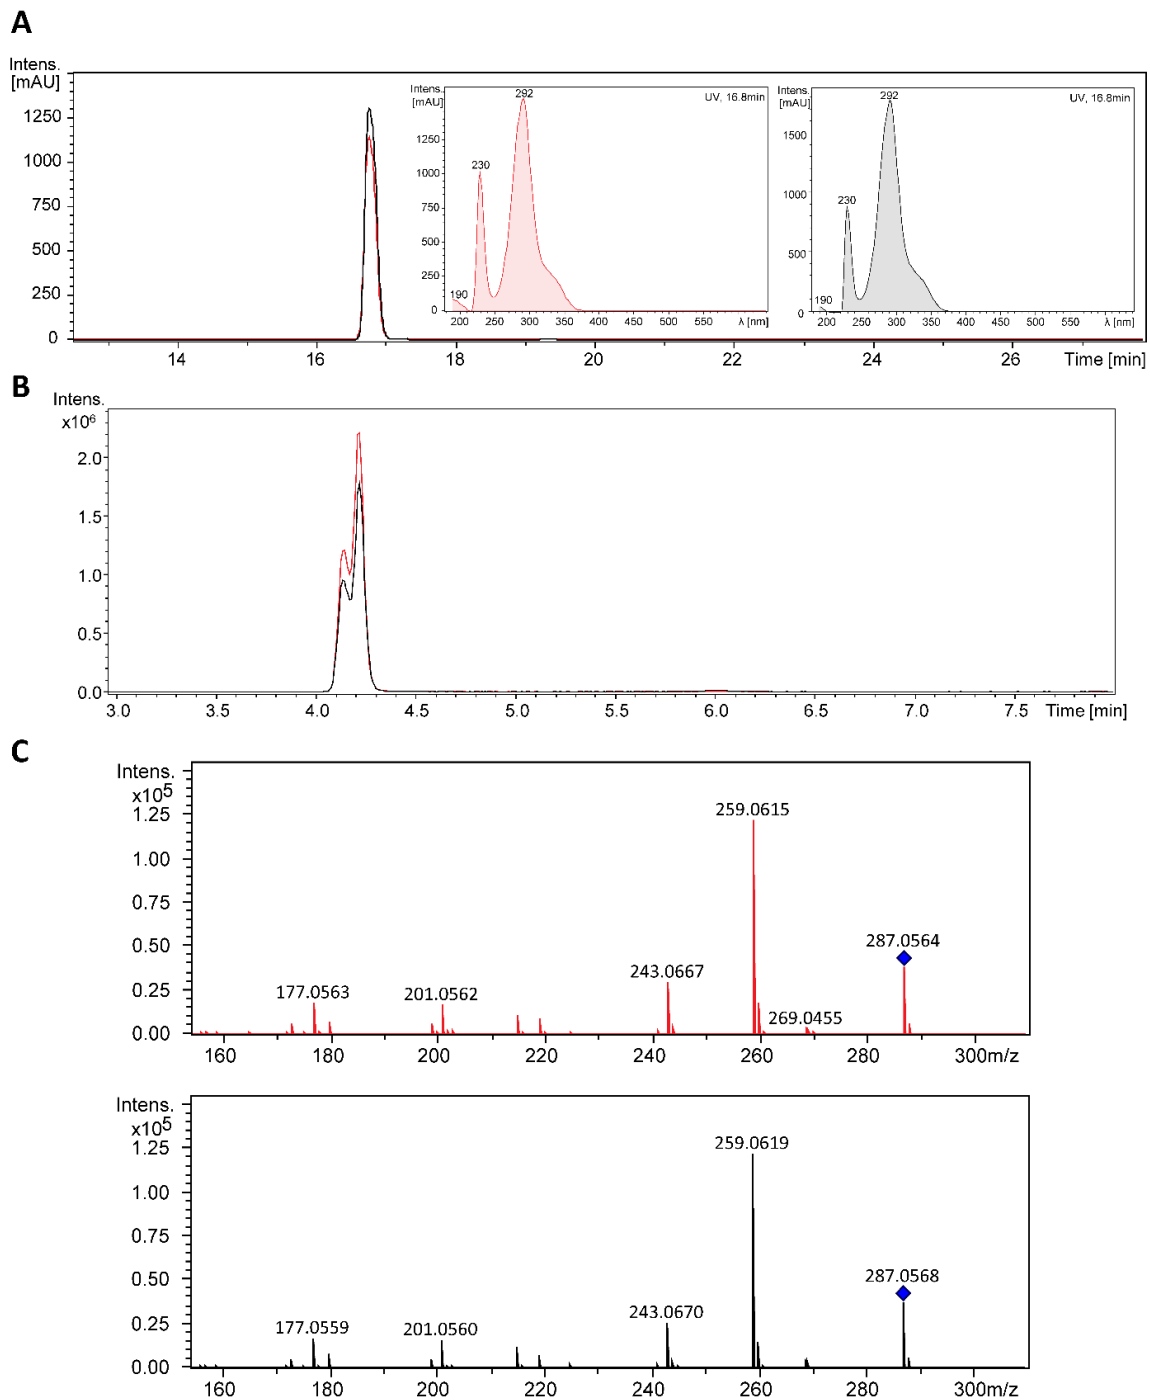 A
Intens.
[mAU]
1250
1000
750
500
250
0
14 16 18 20 22 24 26 Time [min]
Intens.
[mAU]
1250
1000
750
500
250
0
UV, 16.8min
292
230
190
200 250 300 350 400 450 500 550 λ [nm]
Intens.
[mAU]
1500
1000
500
0
UV, 16.8min
292
230
190
200 250 300 350 400 450 500 550 λ [nm]
B
Intens.
x10⁶
2.0
1.5
1.0
0.5
0.0
3.0 3.5 4.0 4.5 5.0 5.5 6.0 6.5 7.0 7.5 Time [min]
C
Intens.
x10⁵
1.25
1.00
0.75
0.50
0.25
0.00
259.0615
287.0564
243.0667
177.0563
201.0562
269.0455
160 180 200 220 240 260 280 300m/z
Intens.
x10⁵
1.25
1.00
0.75
0.50
0.25
0.00
259.0619
287.0568
243.0670
177.0559
201.0560
160 180 200 220 240 260 280 300 m/z